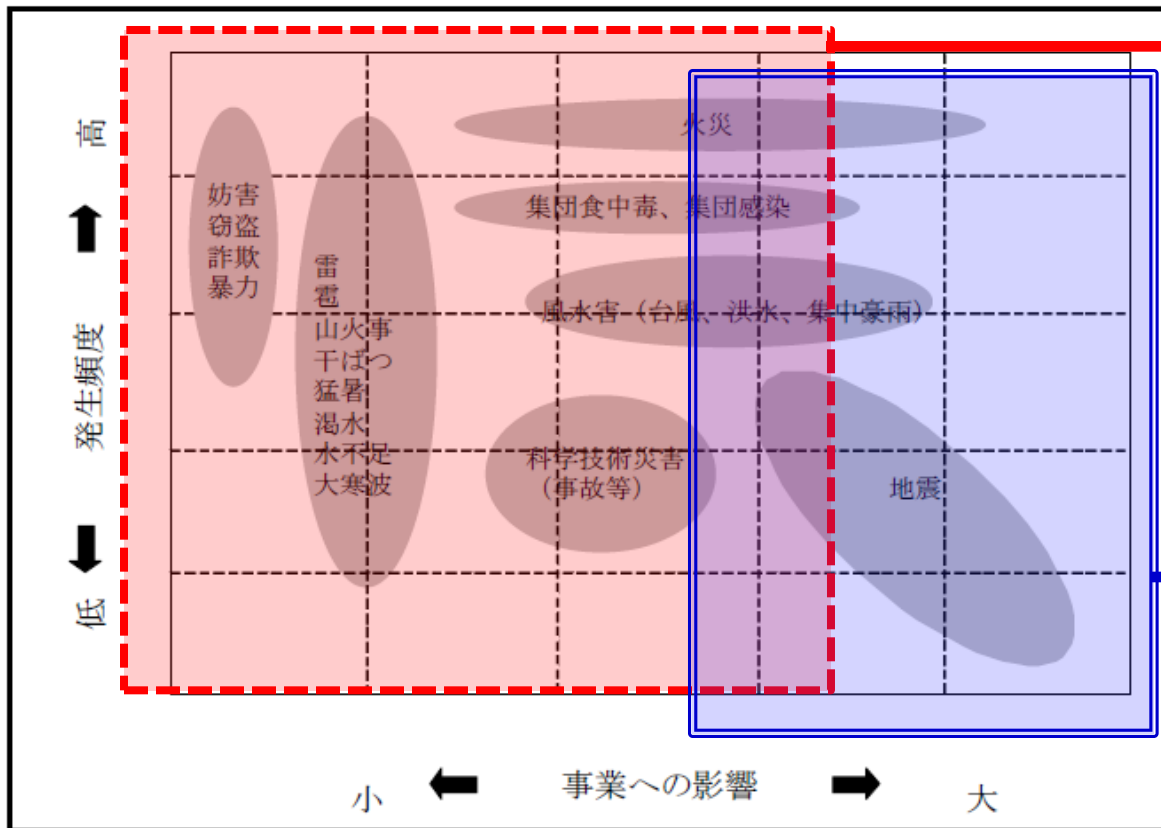 高
発生頻度
低
妨害
窃盗
詐欺
暴力
雷
雹
山火事
干ばつ
猛暑
渇水
水不足
大寒波
火災
集団食中毒、集団感染
風水害（台風、洪水、集中豪雨）
科学技術災害
（事故等）
地震
小
事業への影響
大